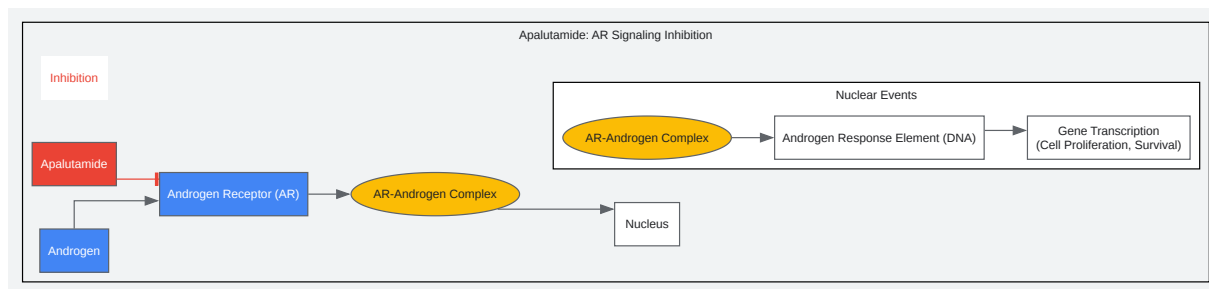 Apalutamide: AR Signaling Inhibition
Inhibition
Nuclear Events
AR-Androgen Complex
Androgen Response Element (DNA)
Gene Transcription
(Cell Proliferation, Survival)
Apalutamide
Androgen Receptor (AR)
AR-Androgen Complex
Nucleus
Androgen